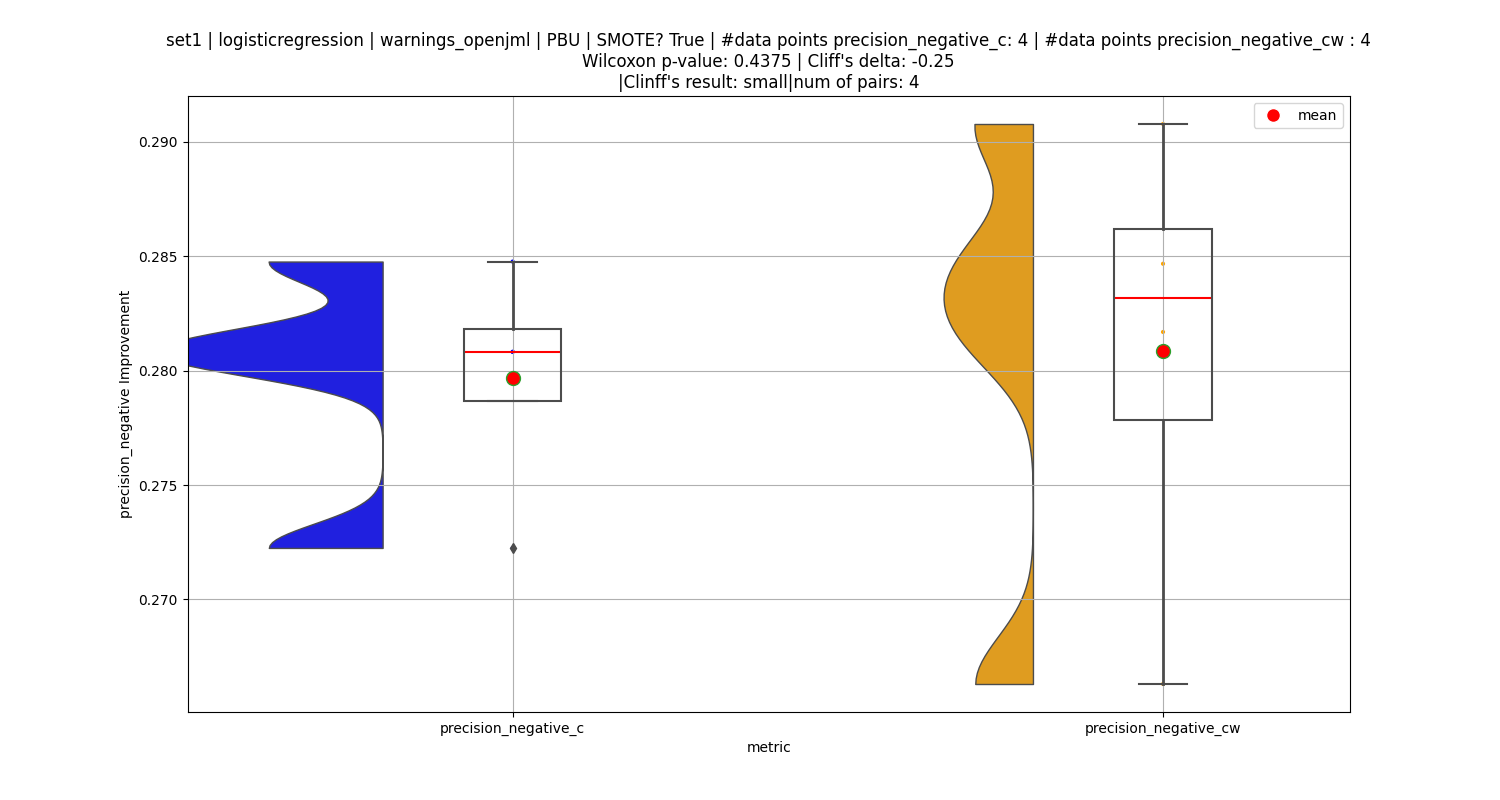 set1 | logisticregression | warnings_openjml | PBU | SMOTE? True | #data points precision_negative_c: 4 | #data points precision_negative_cw : 4
Wilcoxon p-value: 0.4375 | Cliff's delta: -0.25
|Clinff's result: small|num of pairs: 4
mean
0.290
0.285
0.280
0.275
0.270
precision_negative Improvement
precision_negative_c
precision_negative_cw
metric